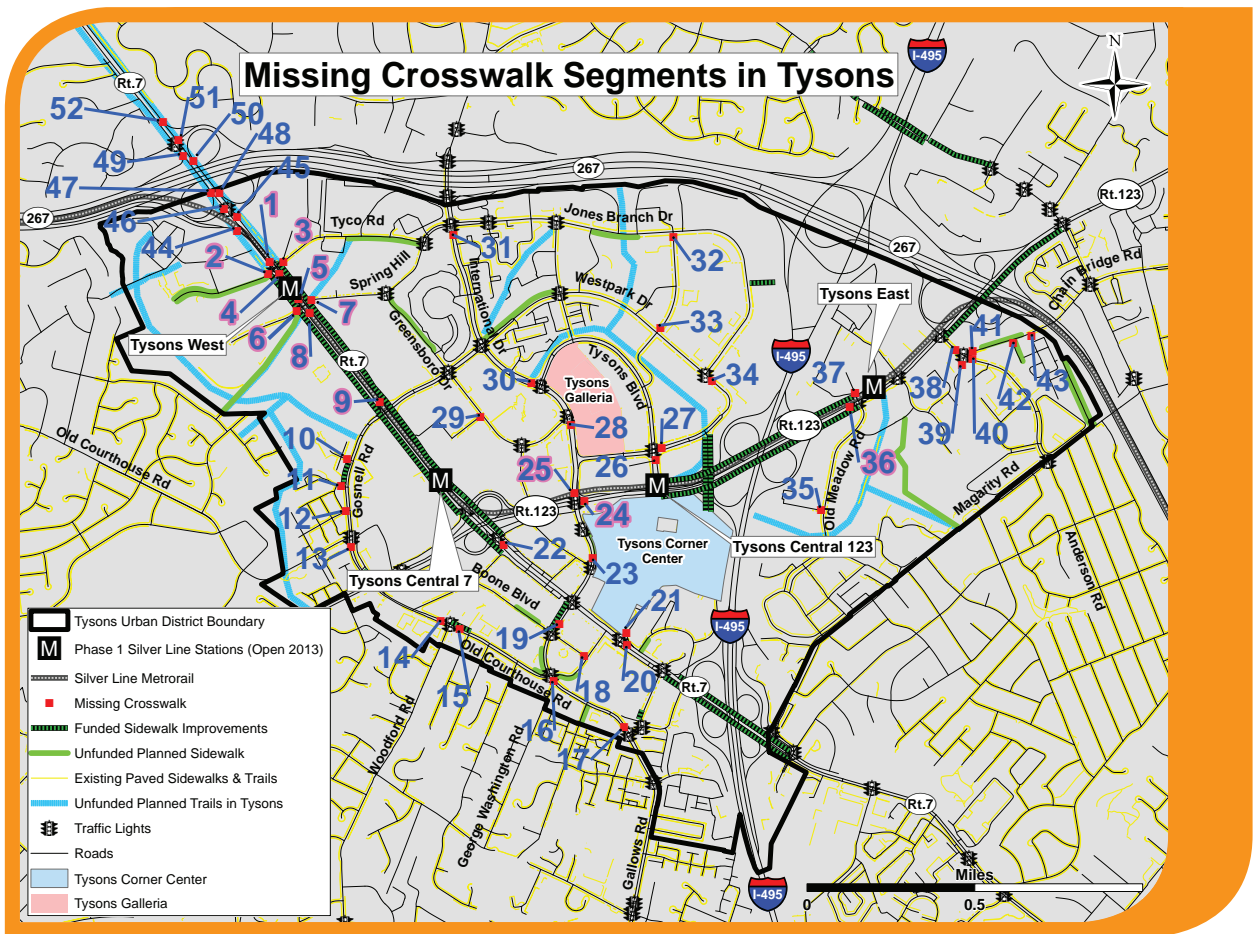 Missing Crosswalk Segments in Tysons
N
I-495
Rt.7
52
51
50
48
49
47
45
46
44
267
267
Rt.123
1
3
2
5
4
7
6
8
M
Tyco Rd
Jones Branch Dr
31
32
267
Chain Bridge Rd
Spring Hill
International Dr
Westpark Dr
33
Tysons East
Tysons West
Greensboro Dr
Rt.7
Tysons Blvd
34
I-495
37
M
41
38
43
42
39
40
30
Tysons
Galleria
9
29
28
27
Rt.123
36
10
Old Courthouse Rd
Gosnell Rd
11
25
26
M
M
24
35
Old Meadow Rd
Magarity Rd
12
Rt.123
13
22
Tysons Corner
Center
Tysons Central 123
Anderson Rd
Tysons Central 7
Boone Blvd
23
21
I-495
19
14
15
Old Courthouse Rd
18
20
Rt.7
16
17
Woodford Rd
George Washington Rd
Gallows Rd
Rt.7
I-495
Tysons Urban District Boundary
M Phase 1 Silver Line Stations (Open 2013)
Silver Line Metrorail
Missing Crosswalk
Funded Sidewalk Improvements
Unfunded Planned Sidewalk
Existing Paved Sidewalks & Trails
Unfunded Planned Trails in Tysons
Traffic Lights
Roads
Tysons Corner Center
Tysons Galleria
Miles
0 0.5